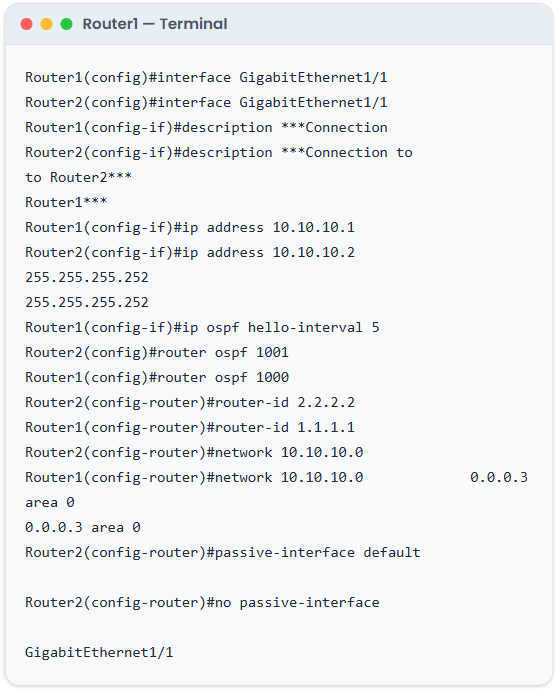 Router1 — Terminal
Router1(config)#interface GigabitEthernet1/1
Router2(config)#interface GigabitEthernet1/1
Router1(config-if)#description ***Connection
Router2(config-if)#description ***Connection to
to Router2***
Router1***
Router1(config-if)#ip address 10.10.10.1
Router2(config-if)#ip address 10.10.10.2
255.255.255.252
255.255.255.252
Router1(config-if)#ip ospf hello-interval 5
Router2(config)#router ospf 1001
Router1(config)#router ospf 1000
Router2(config-router)#router-id 2.2.2.2
Router1(config-router)#router-id 1.1.1.1
Router2(config-router)#network 10.10.10.0
Router1(config-router)#network 10.10.10.0             0.0.0.3
area 0
0.0.0.3 area 0
Router2(config-router)#passive-interface default
Router2(config-router)#no passive-interface
GigabitEthernet1/1